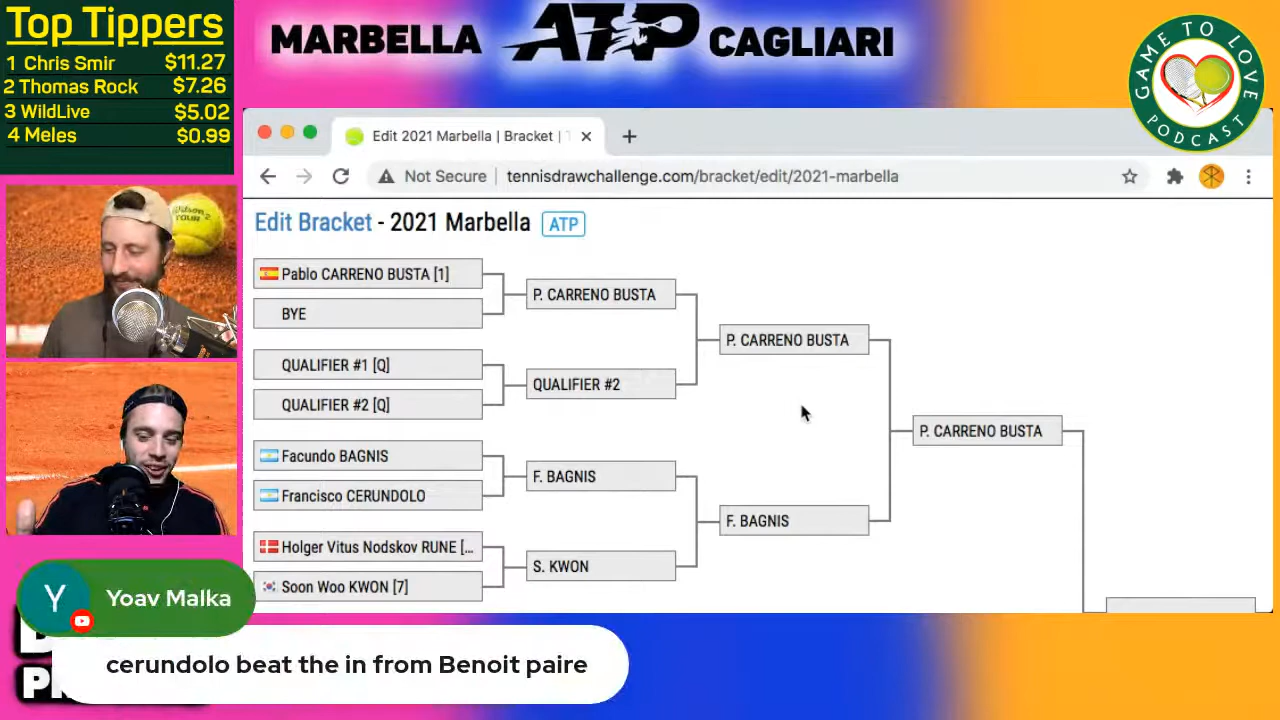 Top Tippers
1 Chris Smir $11.27
2 Thomas Rock $7.26
3 WildLive $5.02
4 Meles $0.99
MARBELLA ATP CAGLIARI
GAME TO LOVE
PODCAST
Edit 2021 Marbella | Bracket |
Not Secure
tennisdrawchallenge.com/bracket/edit/2021-marbella
Edit Bracket - 2021 Marbella ATP
Pablo CARRENO BUSTA [1]
BYE
QUALIFIER #1 [Q]
QUALIFIER #2 [Q]
Facundo BAGNIS
Francisco CERUNDOLO
Holger Vitus Nodskov RUNE [...
Soon Woo KWON [7]
P. CARRENO BUSTA
QUALIFIER #2
F. BAGNIS
S. KWON
P. CARRENO BUSTA
F. BAGNIS
P. CARRENO BUSTA
Wilson
TOUR
Y
Yoav Malka
cerundolo beat the in from Benoit paire